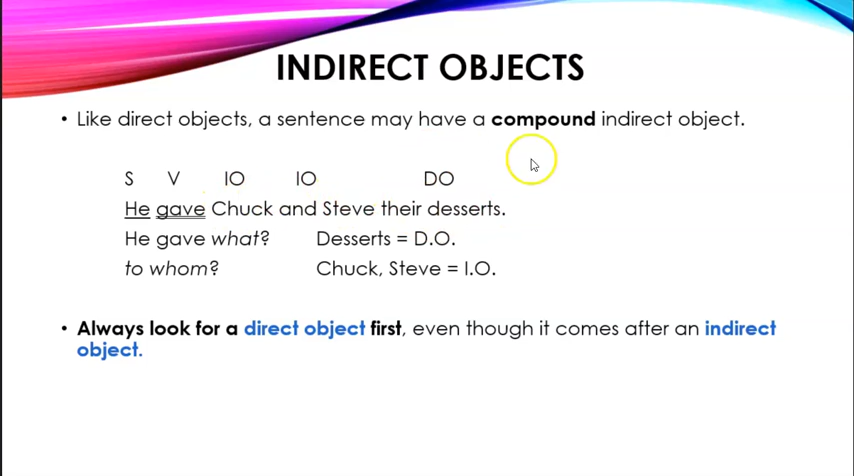 INDIRECT OBJECTS
• Like direct objects, a sentence may have a compound indirect object.
S V IO IO DO
He gave Chuck and Steve their desserts.
He gave what? Desserts = D.O.
to whom? Chuck, Steve = I.O.
• Always look for a direct object first, even though it comes after an indirect
object.